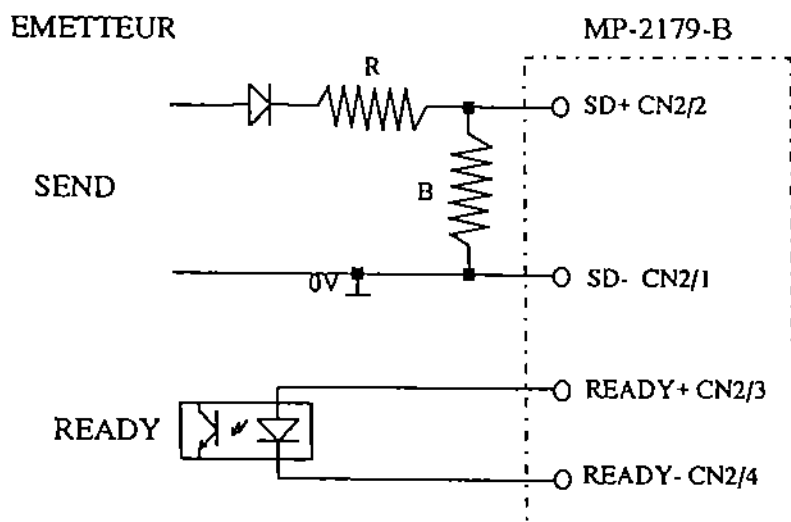 EMETTEUR
MP-2179-B
R
SD+ CN2/2
SEND
B
0V
SD- CN2/1
READY+ CN2/3
READY
READY- CN2/4